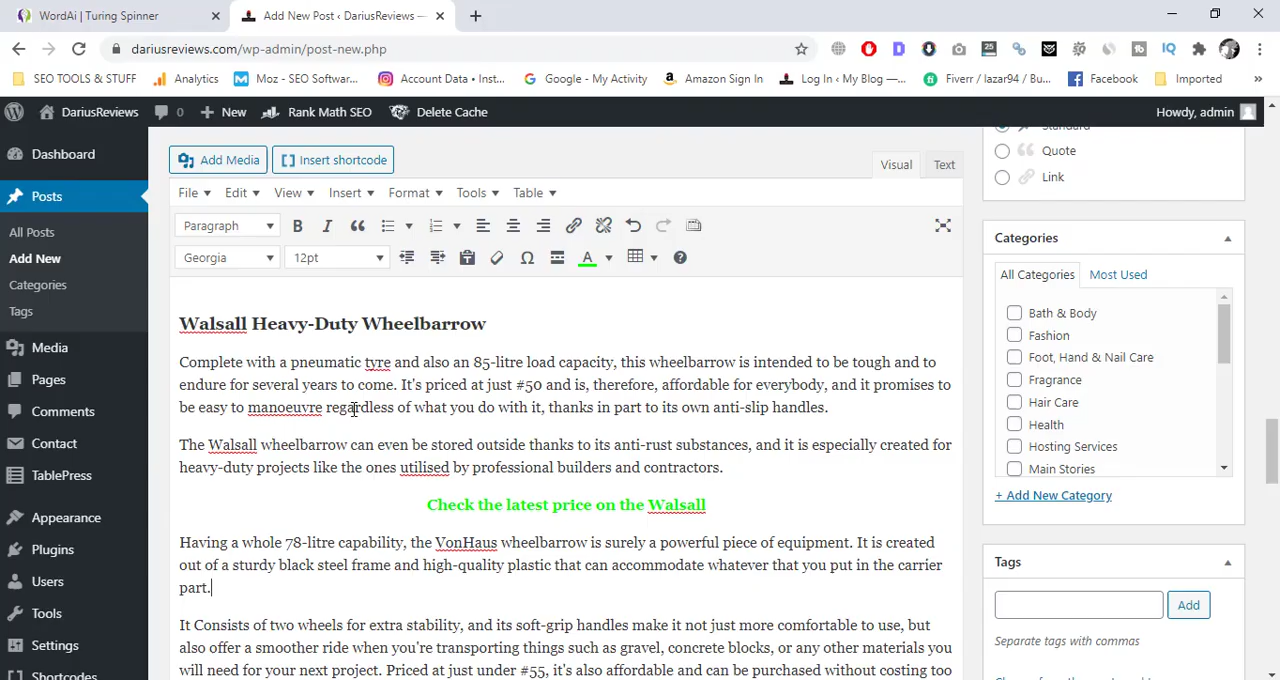 WordAi | Turing Spinner
Add New Post ‹ DariusReviews —
dariusreviews.com/wp-admin/post-new.php
SEO TOOLS & STUFF
Analytics
Moz - SEO Software...
Account Data • Inst...
Google - My Activity
Amazon Sign In
Log In ‹ My Blog —...
Fiverr / lazar94 / Bu...
Facebook
Imported
DariusReviews
0
New
Rank Math SEO
Delete Cache
Howdy, admin
Dashboard
Posts
All Posts
Add New
Categories
Tags
Media
Pages
Comments
Contact
TablePress
Appearance
Plugins
Users
Tools
Settings
Shortcodes
Add Media
Insert shortcode
Visual
Text
File
Edit
View
Insert
Format
Tools
Table
Paragraph
Georgia
12pt
Walsall Heavy-Duty Wheelbarrow
Complete with a pneumatic tyre and also an 85-litre load capacity, this wheelbarrow is intended to be tough and to
endure for several years to come. It's priced at just #50 and is, therefore, affordable for everybody, and it promises to
be easy to manoeuvre regardless of what you do with it, thanks in part to its own anti-slip handles.
The Walsall wheelbarrow can even be stored outside thanks to its anti-rust substances, and it is especially created for
heavy-duty projects like the ones utilised by professional builders and contractors.
Check the latest price on the Walsall
Having a whole 78-litre capability, the VonHaus wheelbarrow is surely a powerful piece of equipment. It is created
out of a sturdy black steel frame and high-quality plastic that can accommodate whatever that you put in the carrier
part.
It Consists of two wheels for extra stability, and its soft-grip handles make it not just more comfortable to use, but
also offer a smoother ride when you're transporting things such as gravel, concrete blocks, or any other materials you
will need for your next project. Priced at just under #55, it's also affordable and can be purchased without costing too
Standard
Quote
Link
Categories
All Categories
Most Used
Bath & Body
Fashion
Foot, Hand & Nail Care
Fragrance
Hair Care
Health
Hosting Services
Main Stories
+ Add New Category
Tags
Add
Separate tags with commas